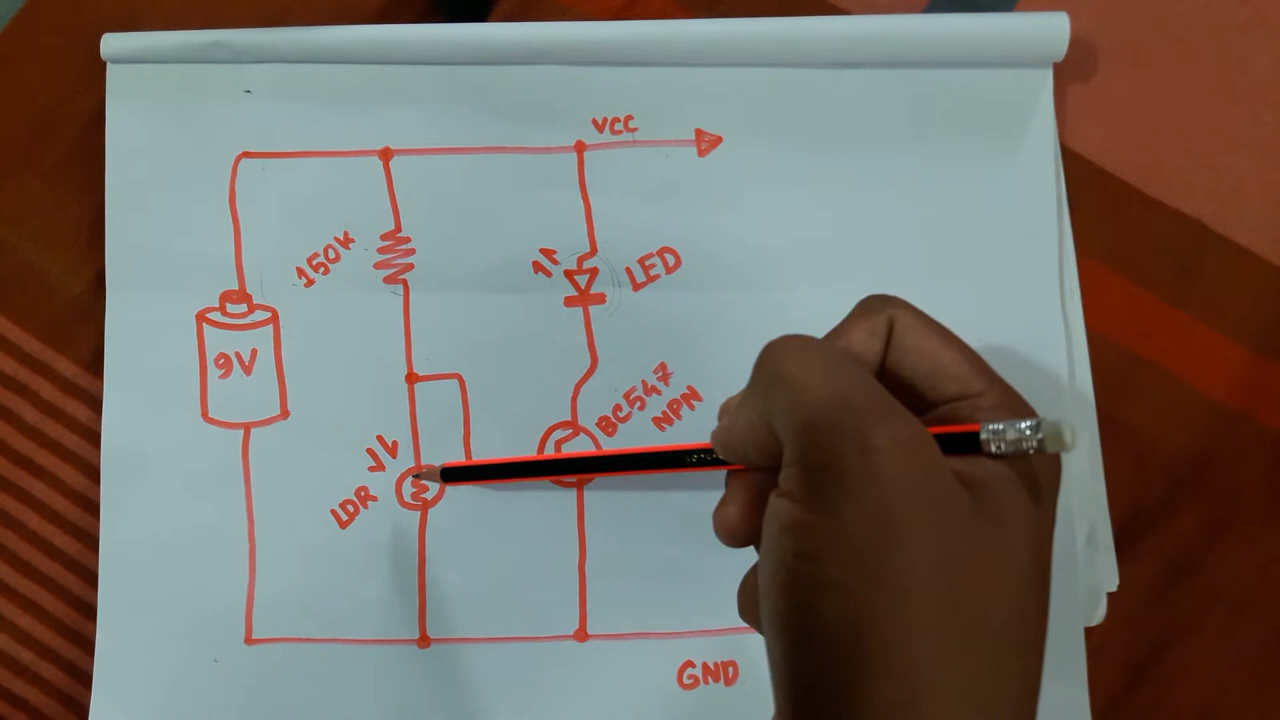 VCC
150K
LED
9V
BC547
NPN
LDR
GND